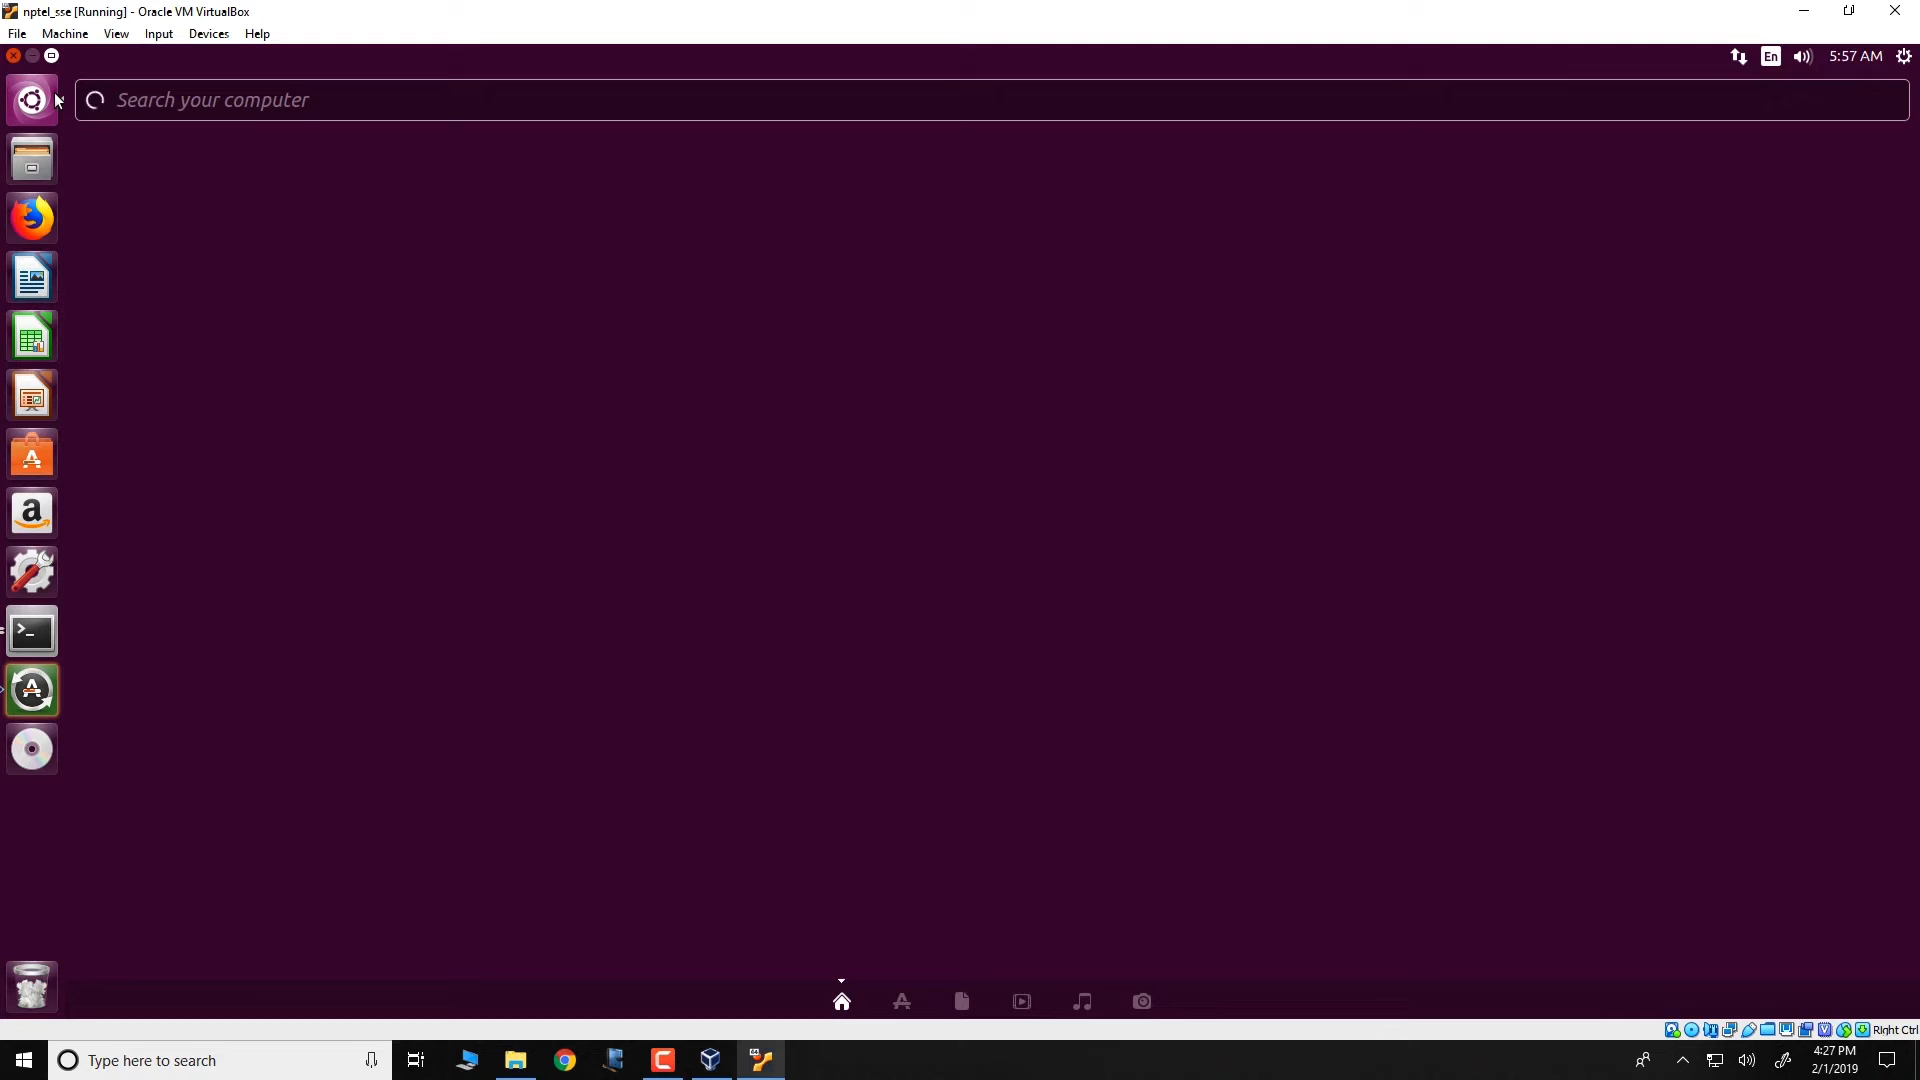 nptel_sse [Running] - Oracle VM VirtualBox
File Machine View Input Devices Help
En 5:57 AM
Search your computer
Right Ctrl
Type here to search
4:27 PM
2/1/2019